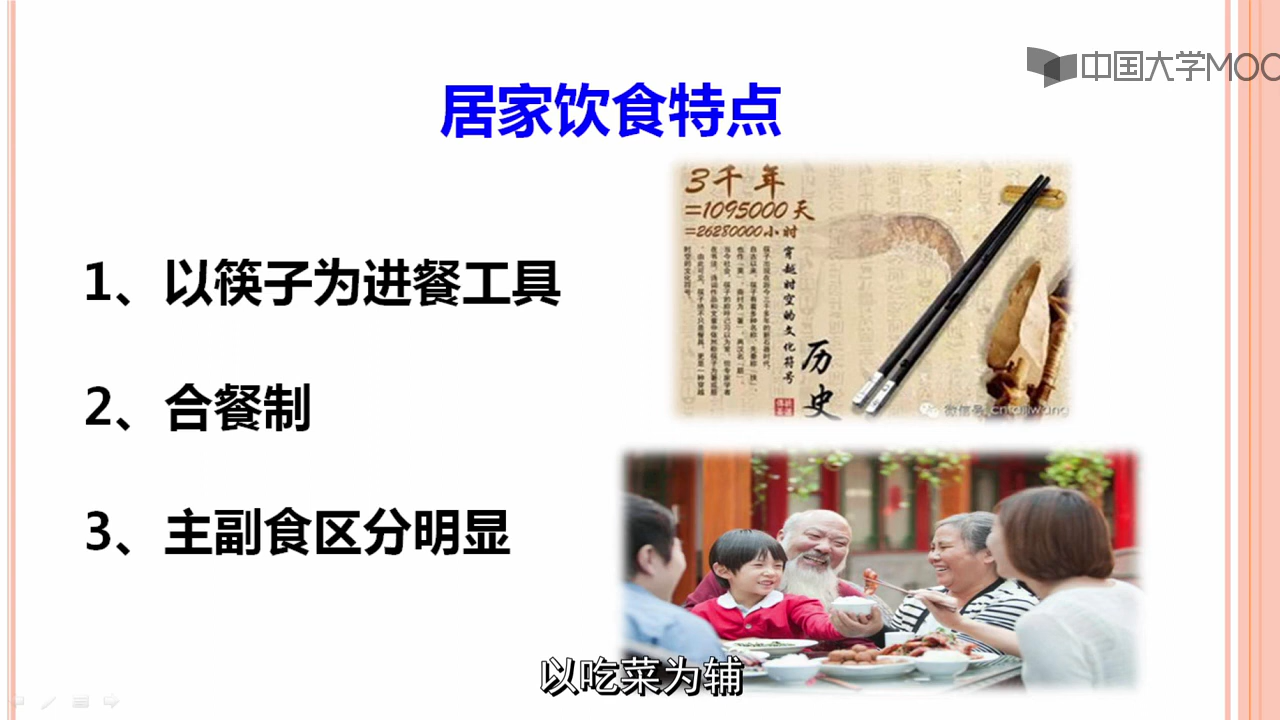 中国大学MOOC
居家饮食特点
1、以筷子为进餐工具
2、合餐制
3、主副食区分明显
3千年
=1095000天
=26280000小时
穿越时空的文化符号
历史
以吃菜为辅